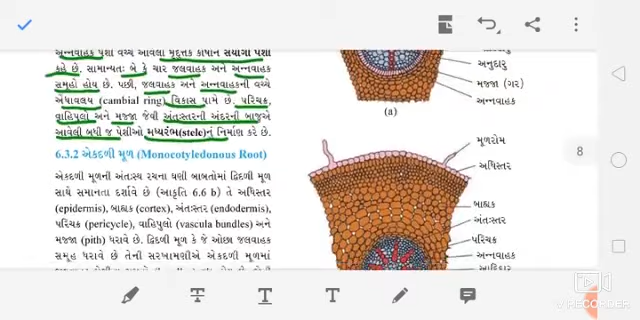 અન્નવાહક પેશી વચ્ચે આવેલા મૃદુત્તક કોષોને સંયોગી પેશી
કહે છે. સામાન્યતઃ બે કે ચાર જલવાહક અને અન્નવાહક
સમૂહો હોય છે. પછી, જલવાહક અને અન્નવાહકની વચ્ચે
એધાવલય (cambial ring) વિકાસ પામે છે. પરિચક્ર,
વાહિપુલો અને મજ્જા જેવી અંતઃસ્તરની અંદરની બાજુએ
આવેલી બધી જ પેશીઓ મધ્યરંભ(stele)નું નિર્માણ કરે છે.
6.3.2 એકદળી મૂળ (Monocotyledonous Root)
એકદળી મૂળની અંતઃસ્થ રચના ઘણી બાબતોમાં દ્વિદળી મૂળ
સાથે સમાનતા દર્શાવે છે (આકૃતિ 6.6 b) તે અધિસ્તર
(epidermis), બાહ્યક (cortex), અંતઃસ્તર (endodermis),
પરિચક્ર (pericycle), વાહિપુલો (vascula bundles) અને
મજ્જા (pith) ધરાવે છે. દ્વિદળી મૂળ કે જે ઓછા જલવાહક
સમૂહ ધરાવે છે તેની સરખામણીએ એકદળી મૂળમાં
અનુદારુ
મજ્જા (ગર)
અન્નવાહક
(a)
મૂળરોમ
અધિસ્તર
બાહ્યક
અંતઃસ્તર
પરિચક્ર
અન્નવાહક
આદિદારુ
8
RECORDER